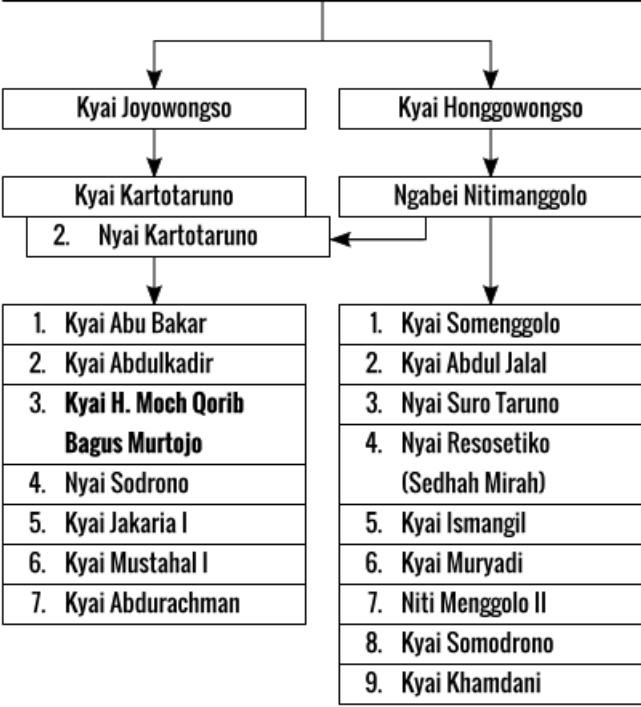 Kyai Joyowongso
Kyai Honggowongso
Kyai Kartotaruno
Ngabei Nitimanggolo
2. Nyai Kartotaruno
1. Kyai Abu Bakar
2. Kyai Abdulkadir
3. Kyai H. Moch Qorib
Bagus Murtojo
4. Nyai Sodrono
5. Kyai Jakaria I
6. Kyai Mustahal I
7. Kyai Abdurachman
1. Kyai Somenggolo
2. Kyai Abdul Jalal
3. Nyai Suro Taruno
4. Nyai Resosetiko
(Sedhah Mirah)
5. Kyai Ismangil
6. Kyai Muryadi
7. Niti Menggolo II
8. Kyai Somodrono
9. Kyai Khamdani